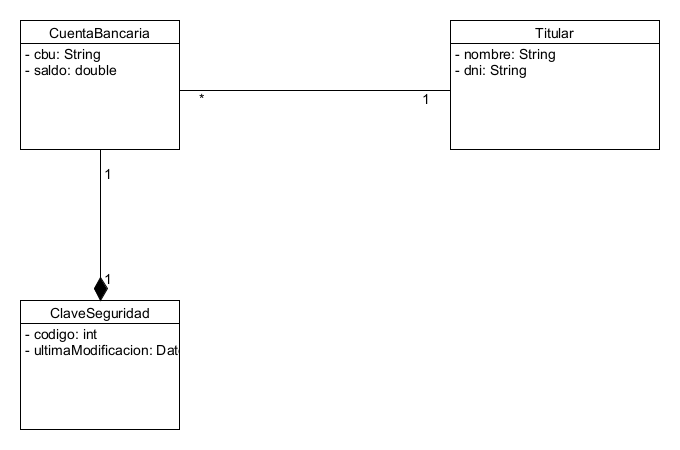 CuentaBancaria
- cbu: String
- saldo: double
Titular
- nombre: String
- dni: String
*
1
1
1
ClaveSeguridad
- codigo: int
- ultimaModificacion: Dat